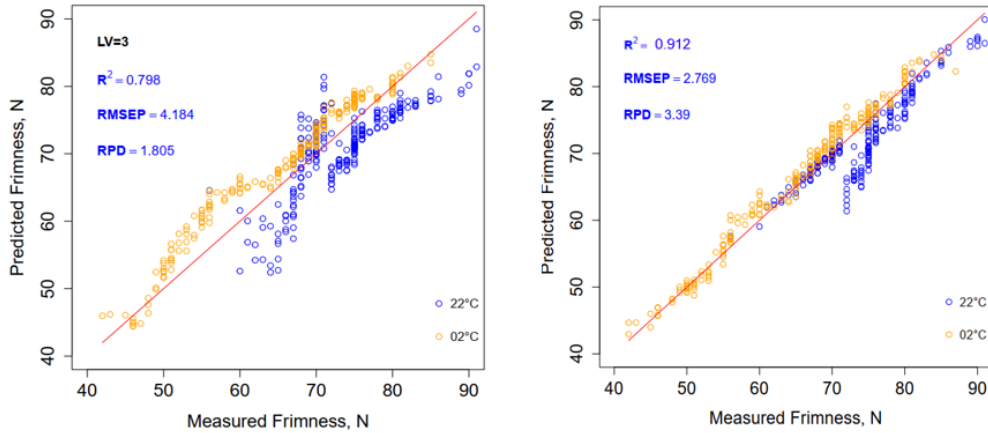 LV=3
R² = 0.798
RMSEP = 4.184
RPD = 1.805
Predicted Frimness, N
90
80
70
60
50
40
22°C
02°C
40
50
60
70
80
90
Measured Frimness, N
R² = 0.912
RMSEP = 2.769
RPD = 3.39
Predicted Frimness, N
90
80
70
60
50
40
22°C
02°C
40
50
60
70
80
90
Measured Frimness, N